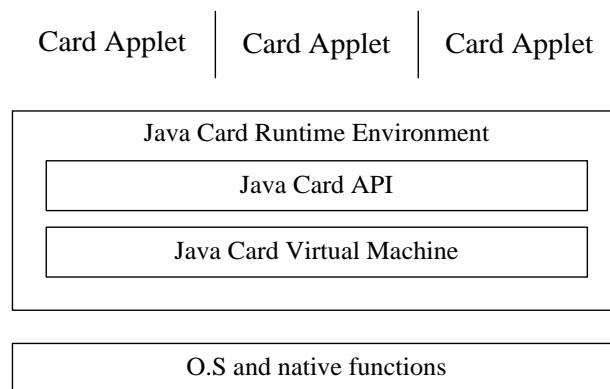 Card Applet Card Applet Card Applet
Java Card Runtime Environment
Java Card API
Java Card Virtual Machine
O.S and native functions